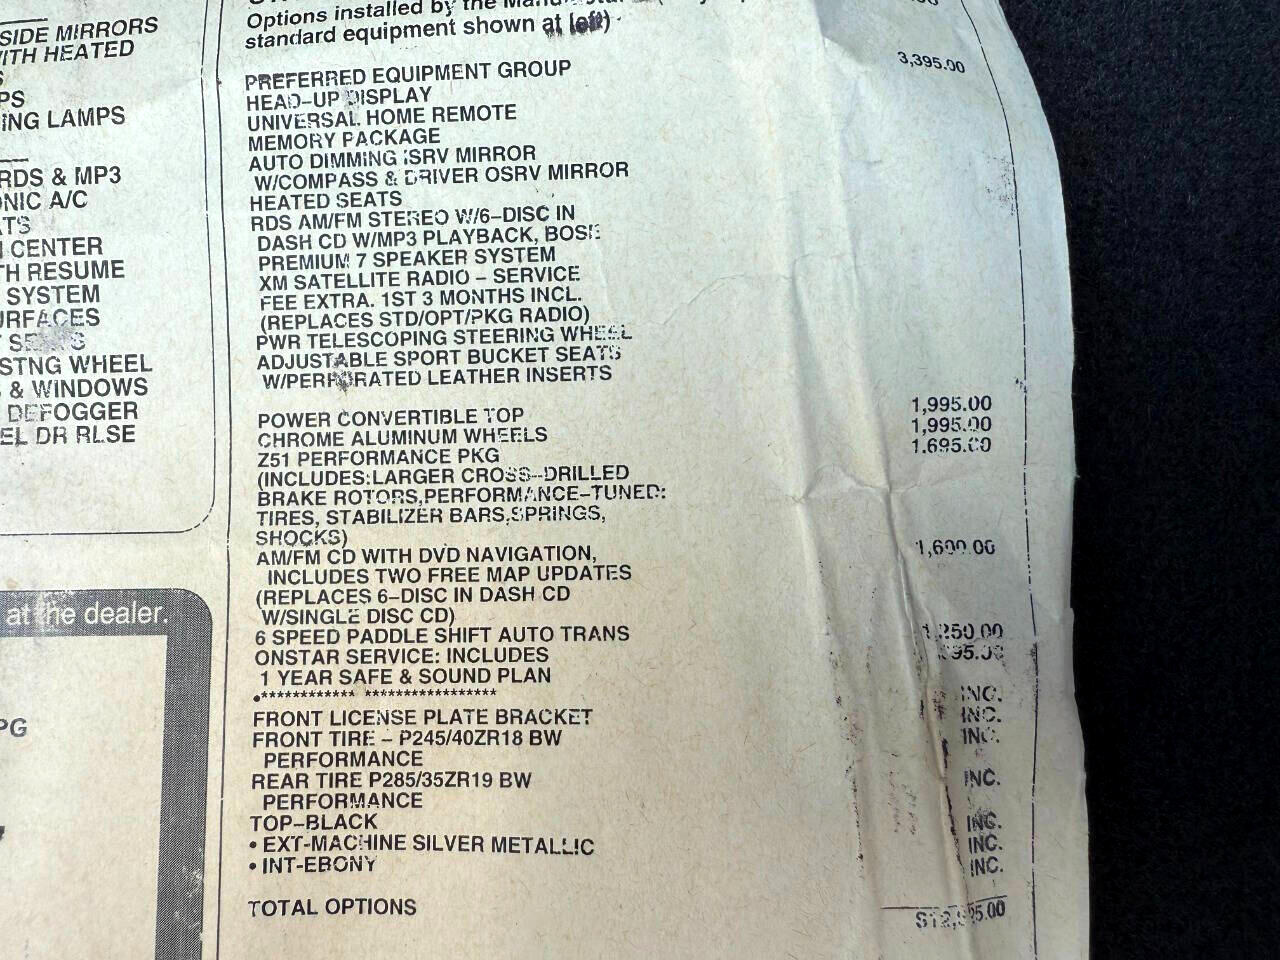 SIDE MIRRORS
WITH HEATED
PS
ING LAMPS
RDS & MP3
ONIC A/C
ATS
CENTER
TH RESUME
SYSTEM
URFACES
STNG WHEEL
& WINDOWS
DEFOGGER
EL DR RLSE
at the dealer.
PG
Options installed by the
standard equipment shown at left)
PREFERRED EQUIPMENT GROUP 3,395.00
HEAD-UP DISPLAY
UNIVERSAL HOME REMOTE
MEMORY PACKAGE
AUTO DIMMING ISRV MIRROR
W/COMPASS & DRIVER OSRV MIRROR
HEATED SEATS
RDS AM/FM STEREO W/6-DISC IN
DASH CD W/MP3 PLAYBACK, BOSE
PREMIUM 7 SPEAKER SYSTEM
XM SATELLITE RADIO - SERVICE
FEE EXTRA. 1ST 3 MONTHS INCL.
(REPLACES STD/OPT/PKG RADIO)
PWR TELESCOPING STEERING WHEEL
ADJUSTABLE SPORT BUCKET SEATS
W/PERFORATED LEATHER INSERTS
POWER CONVERTIBLE TOP 1,995.00
CHROME ALUMINUM WHEELS 1,995.00
Z51 PERFORMANCE PKG 1.695.00
(INCLUDES:LARGER CROSS-DRILLED
BRAKE ROTORS,PERFORMANCE-TUNED:
TIRES, STABILIZER BARS,SPRINGS,
SHOCKS)
AM/FM CD WITH DVD NAVIGATION, 1,600.00
INCLUDES TWO FREE MAP UPDATES
(REPLACES 6-DISC IN DASH CD
W/SINGLE DISC CD)
6 SPEED PADDLE SHIFT AUTO TRANS 1,250.00
ONSTAR SERVICE: INCLUDES
1 YEAR SAFE & SOUND PLAN
•************ ***************** INC.
FRONT LICENSE PLATE BRACKET INC.
FRONT TIRE - P245/40ZR18 BW INC.
PERFORMANCE
REAR TIRE P285/35ZR19 BW INC.
PERFORMANCE
TOP-BLACK INC.
• EXT-MACHINE SILVER METALLIC INC.
• INT-EBONY INC.
TOTAL OPTIONS